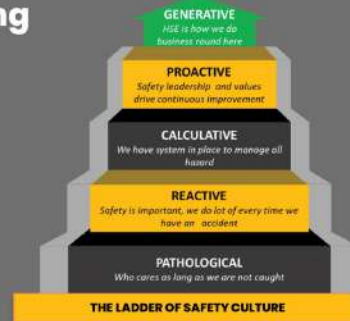 ng
GENERATIVE
HSE is how we do
business round here
PROACTIVE
Safety leadership and values
drive continuous improvement
CALCULATIVE
We have system in place to manage all
hazard
REACTIVE
Safety is important, we do lot of every time we
have an accident
PATHOLOGICAL
Who cares as long as we are not caught
THE LADDER OF SAFETY CULTURE